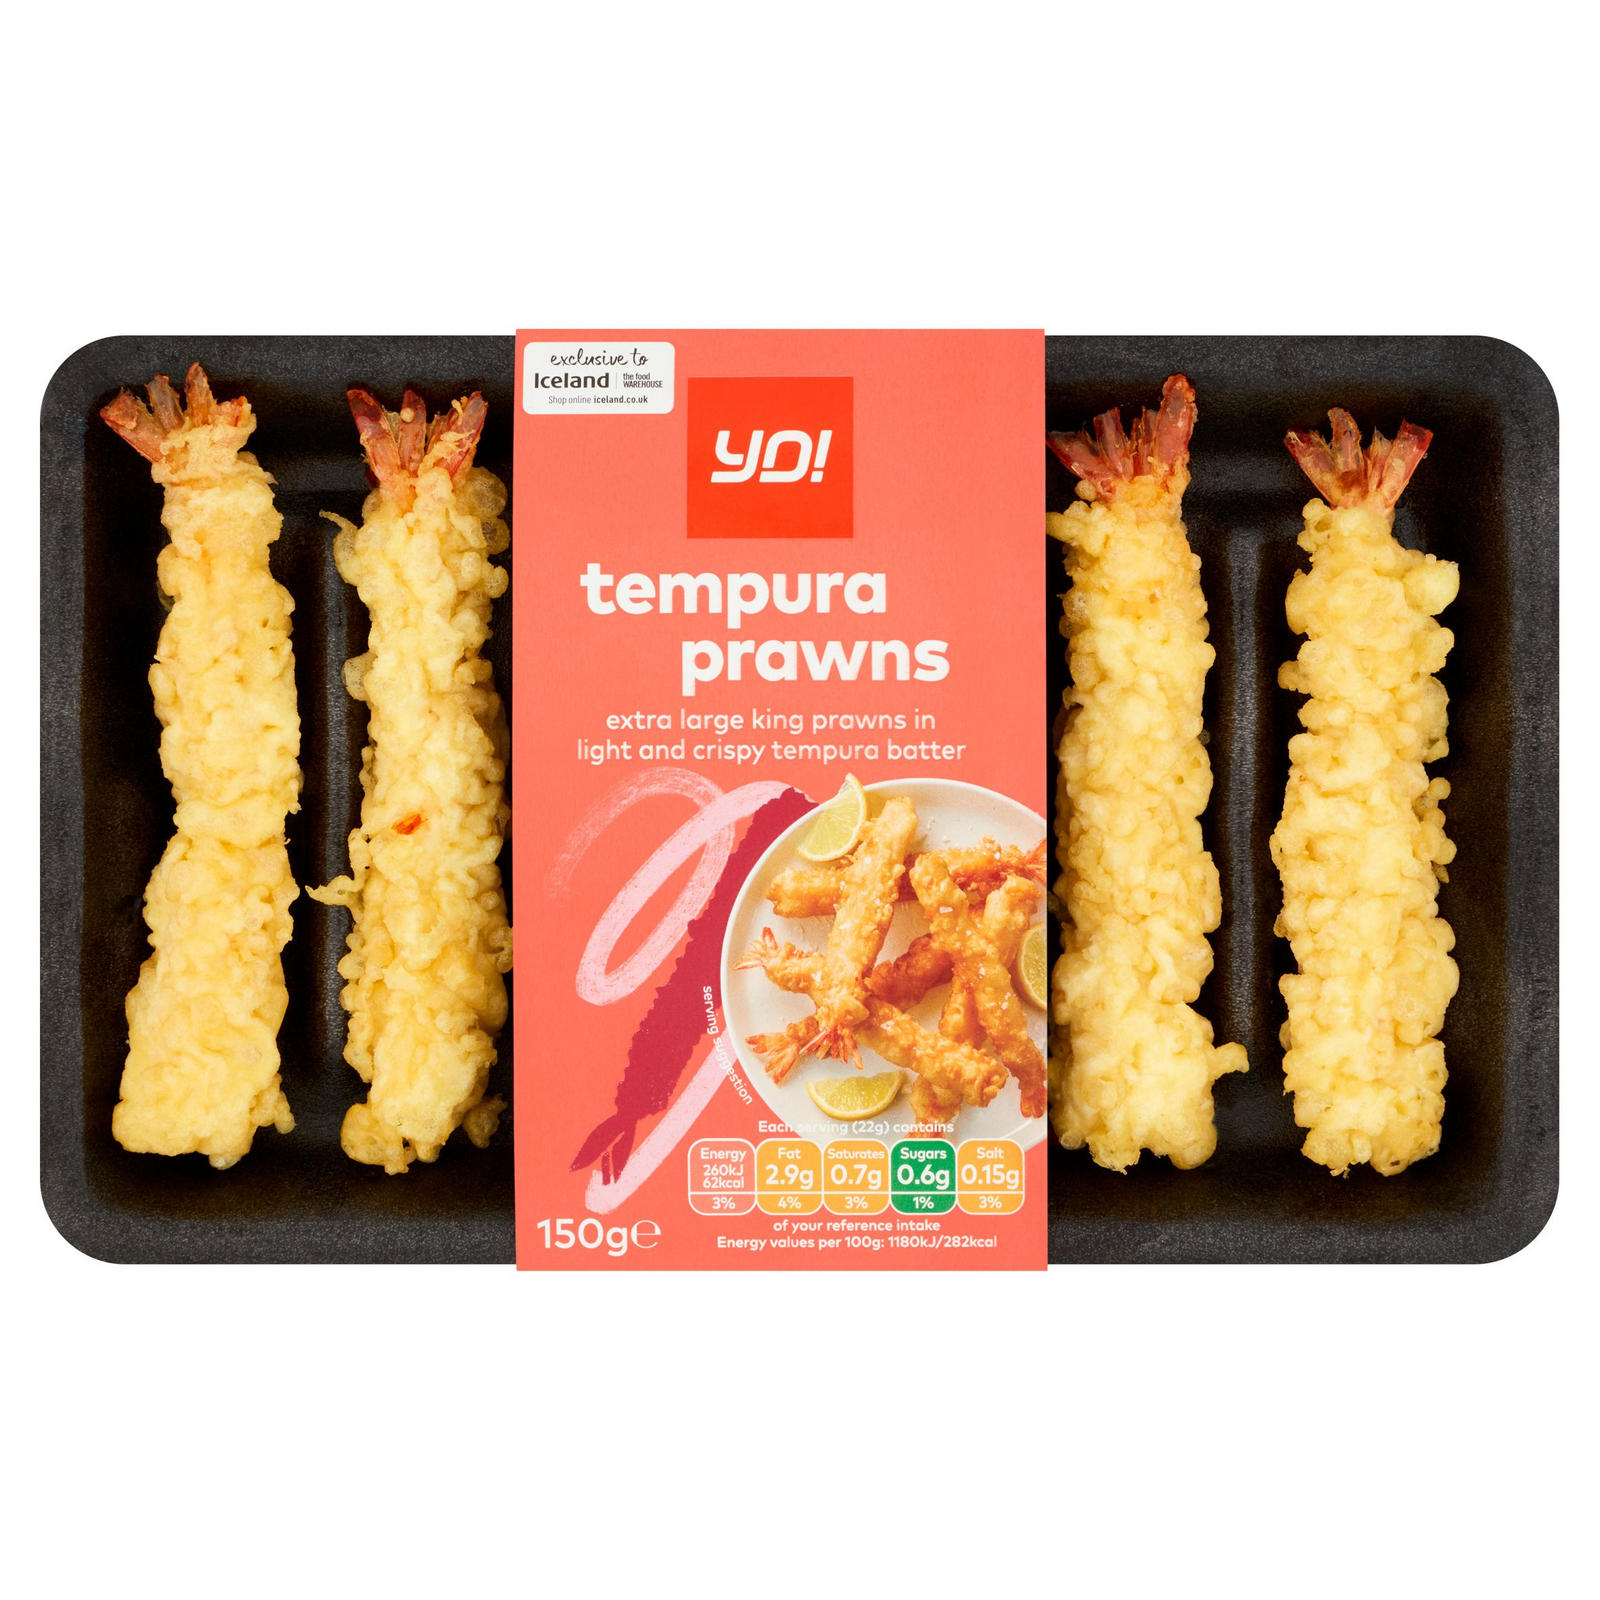 exclusive to
Iceland the food WAREHOUSE
Shop online iceland.co.uk
YO!
tempura
prawns
extra large king prawns in
light and crispy tempura batter
serving suggestion
Each serving (22g) contains
Energy Fat Saturates Sugars Salt
260kJ 62kcal 2.9g 0.7g 0.6g 0.15g
3% 4% 3% 1% 3%
of your reference intake
Energy values per 100g: 1180kJ/282kcal
150g℮